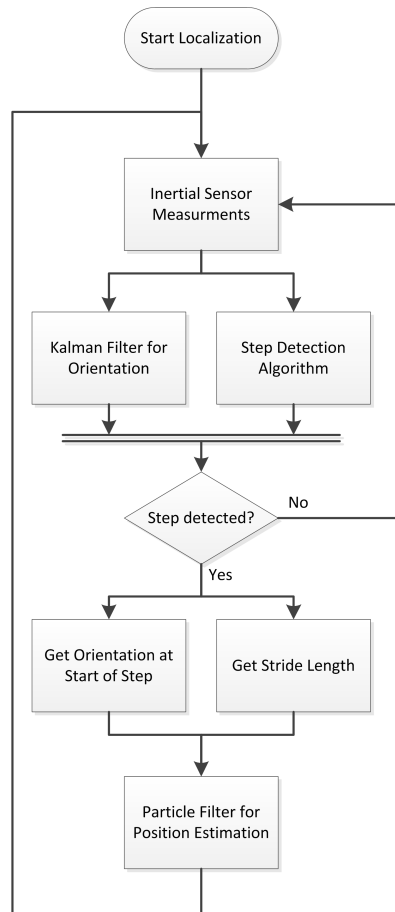 Start Localization
Inertial Sensor
Measurments
Kalman Filter for
Orientation
Step Detection
Algorithm
Step detected?
No
Yes
Get Orientation at
Start of Step
Get Stride Length
Particle Filter for
Position Estimation